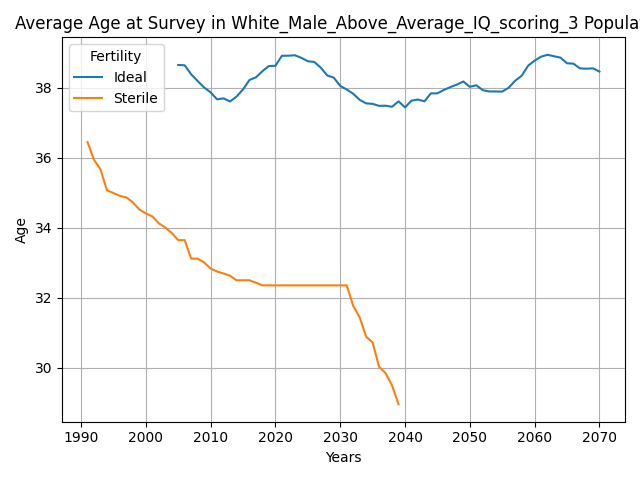 Average Age at Survey in White_Male_Above_Average_IQ_scoring_3 Popula
Fertility
Ideal
Sterile
Age
38
36
34
32
30
1990 2000 2010 2020 2030 2040 2050 2060 2070
Years